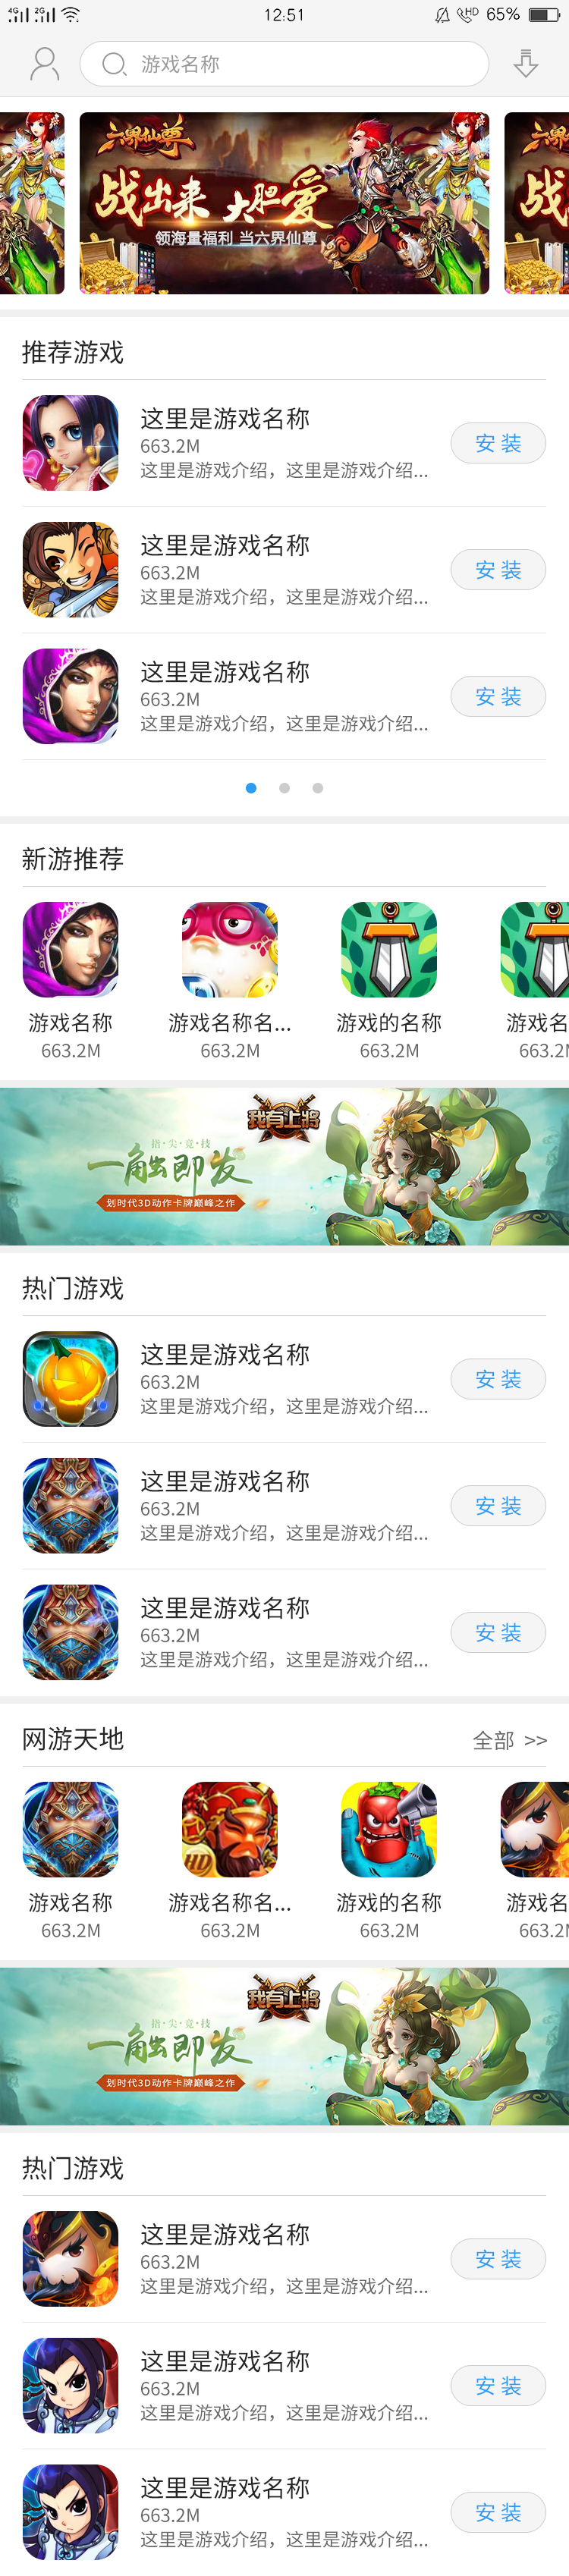 4G 2G 12:51 HD 65%
游戏名称
六界仙尊
战出来 大胆爱
领海量福利 当六界仙尊
推荐游戏
这里是游戏名称
663.2M
这里是游戏介绍，这里是游戏介绍...
安装
这里是游戏名称
663.2M
这里是游戏介绍，这里是游戏介绍...
安装
这里是游戏名称
663.2M
这里是游戏介绍，这里是游戏介绍...
安装
新游推荐
游戏名称 游戏名称名... 游戏的名称 游戏名
663.2M 663.2M 663.2M 663.2M
我有上將
指·尖·竞·技
一触即发
划时代3D动作卡牌巅峰之作
热门游戏
这里是游戏名称
663.2M
这里是游戏介绍，这里是游戏介绍...
安装
这里是游戏名称
663.2M
这里是游戏介绍，这里是游戏介绍...
安装
这里是游戏名称
663.2M
这里是游戏介绍，这里是游戏介绍...
安装
网游天地 全部 >>
HD
游戏名称 游戏名称名... 游戏的名称 游戏名
663.2M 663.2M 663.2M 663.2M
我有上將
指·尖·竞·技
一触即发
划时代3D动作卡牌巅峰之作
热门游戏
这里是游戏名称
663.2M
这里是游戏介绍，这里是游戏介绍...
安装
这里是游戏名称
663.2M
这里是游戏介绍，这里是游戏介绍...
安装
这里是游戏名称
663.2M
这里是游戏介绍，这里是游戏介绍...
安装